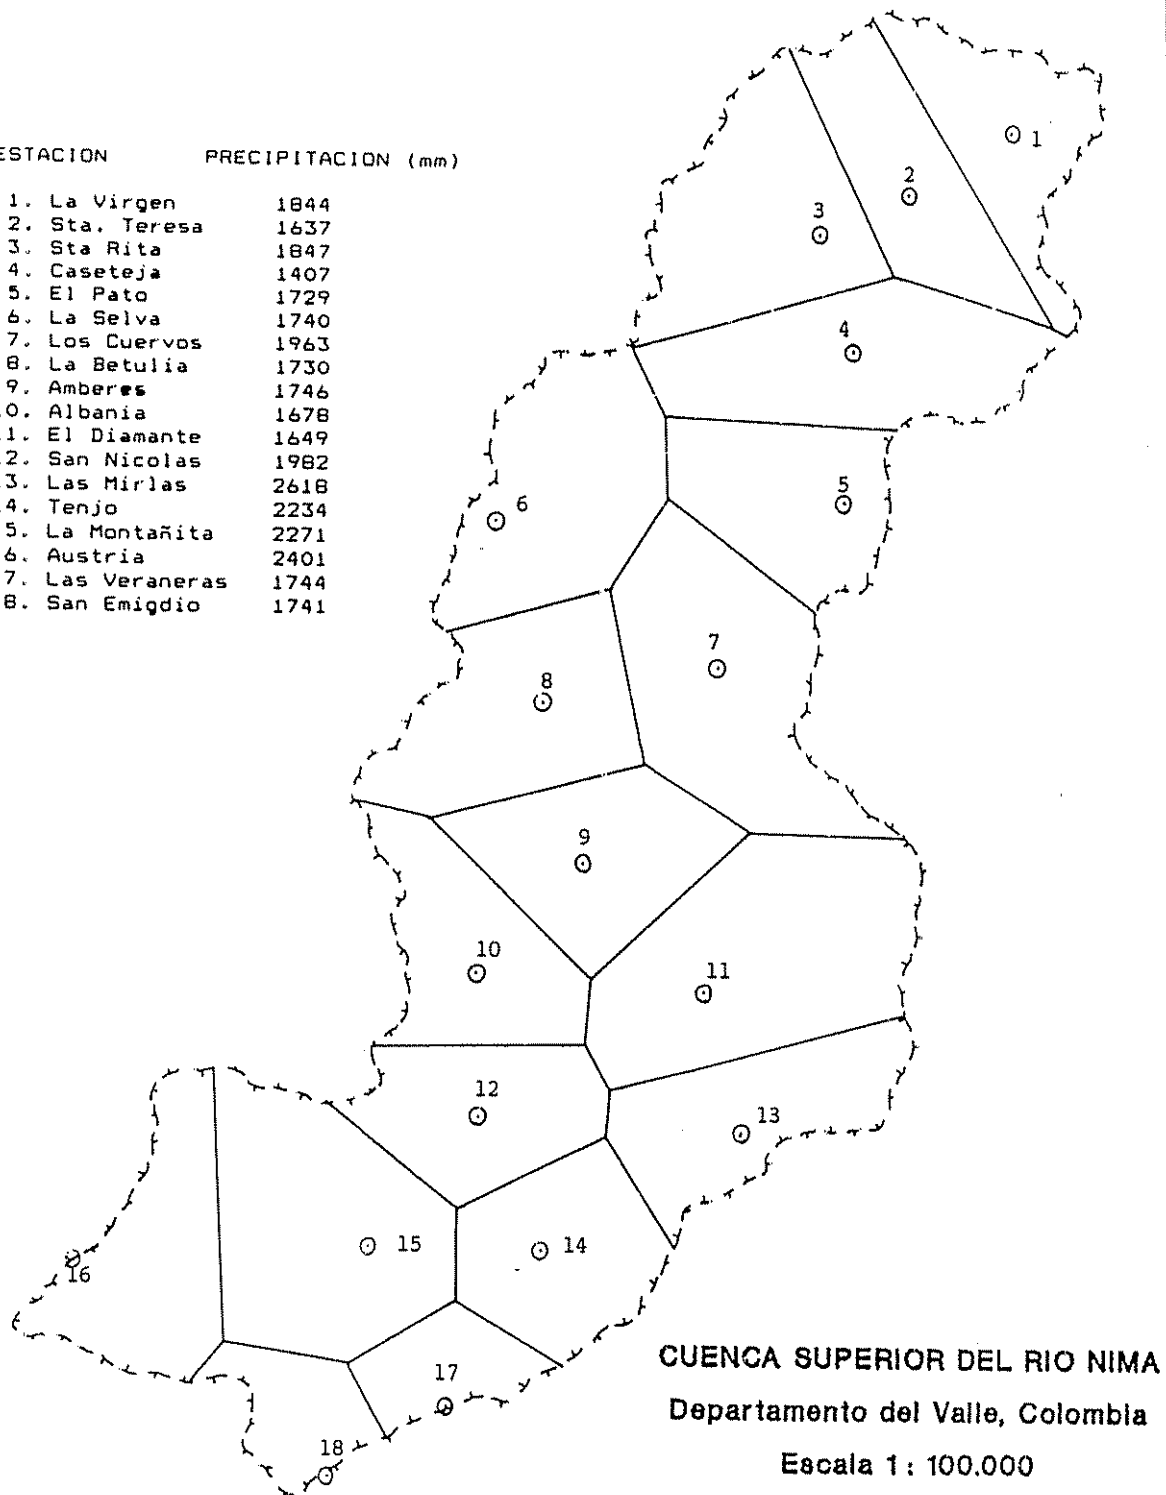 ESTACION PRECIPITACION (mm)
1. La Virgen 1844
2. Sta. Teresa 1637
3. Sta Rita 1847
4. Caseteja 1407
5. El Pato 1729
6. La Selva 1740
7. Los Cuervos 1963
8. La Betulia 1730
9. Amberes 1746
0. Albania 1678
1. El Diamante 1649
2. San Nicolas 1982
3. Las Mirlas 2618
4. Tenjo 2234
5. La Montañita 2271
6. Austria 2401
7. Las Veraneras 1744
8. San Emigdio 1741
1
2
3
4
5
6
7
8
9
10
11
12
13
15
14
16
17
18
CUENCA SUPERIOR DEL RIO NIMA
Departamento del Valle, Colombia
Escala 1 : 100.000